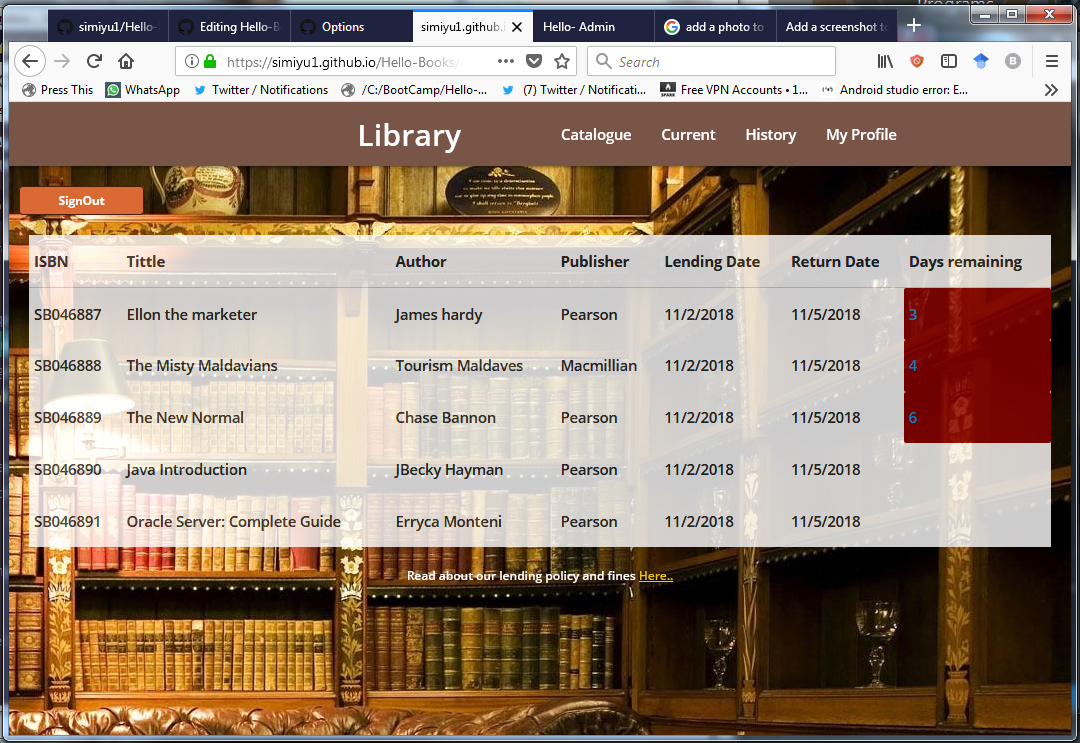 Programs
simiyu1/Hello- Editing Hello-B Options simiyu1.github.i Hello- Admin add a photo to Add a screenshot to
https://simiyu1.github.io/Hello-Books/ Search
Press This WhatsApp Twitter / Notifications /C:/BootCamp/Hello-... (7) Twitter / Notificati... Free VPN Accounts • 1... Android studio error: E...
Library Catalogue Current History My Profile
SignOut
ISBN Tittle Author Publisher Lending Date Return Date Days remaining
SB046887 Ellon the marketer James hardy Pearson 11/2/2018 11/5/2018 3
SB046888 The Misty Maldavians Tourism Maldaves Macmillian 11/2/2018 11/5/2018 4
SB046889 The New Normal Chase Bannon Pearson 11/2/2018 11/5/2018 6
SB046890 Java Introduction JBecky Hayman Pearson 11/2/2018 11/5/2018
SB046891 Oracle Server: Complete Guide Erryca Monteni Pearson 11/2/2018 11/5/2018
Read about our lending policy and fines Here..